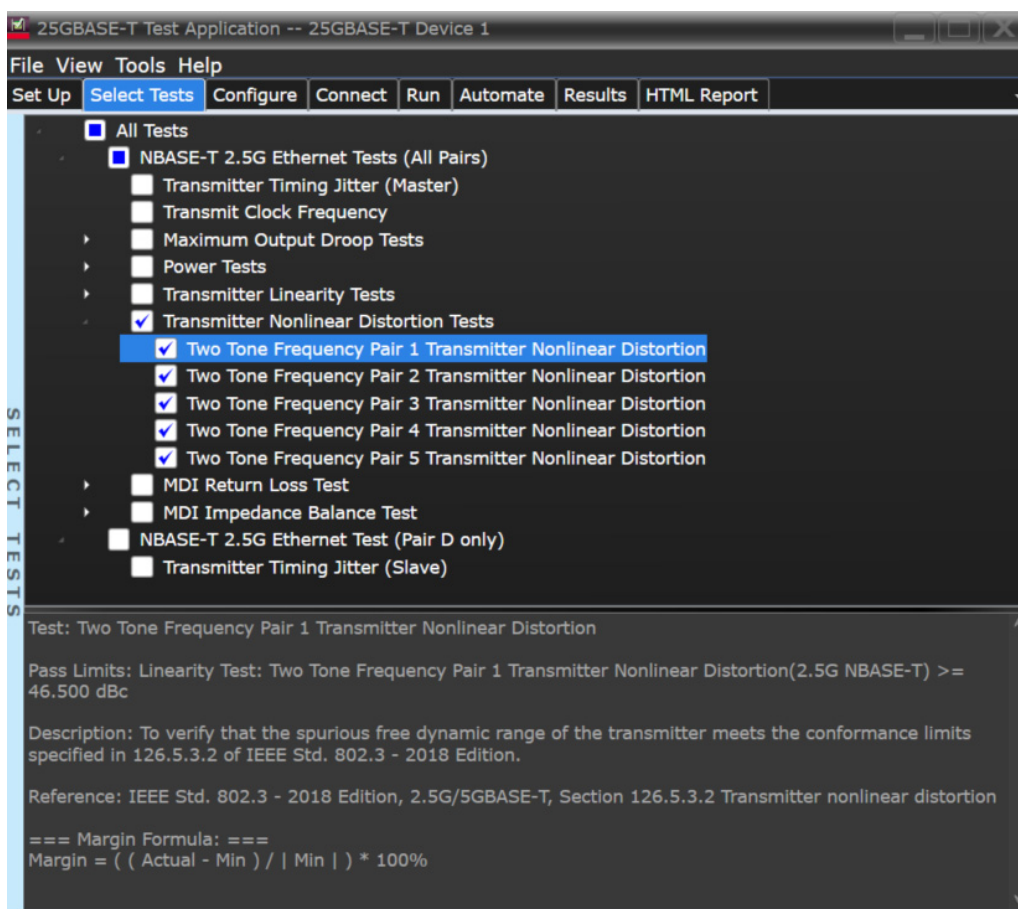 25GBASE-T Test Application -- 25GBASE-T Device 1
File View Tools Help
Set Up Select Tests Configure Connect Run Automate Results HTML Report
All Tests
NBASE-T 2.5G Ethernet Tests (All Pairs)
Transmitter Timing Jitter (Master)
Transmit Clock Frequency
Maximum Output Droop Tests
Power Tests
Transmitter Linearity Tests
Transmitter Nonlinear Distortion Tests
Two Tone Frequency Pair 1 Transmitter Nonlinear Distortion
Two Tone Frequency Pair 2 Transmitter Nonlinear Distortion
Two Tone Frequency Pair 3 Transmitter Nonlinear Distortion
Two Tone Frequency Pair 4 Transmitter Nonlinear Distortion
Two Tone Frequency Pair 5 Transmitter Nonlinear Distortion
MDI Return Loss Test
MDI Impedance Balance Test
NBASE-T 2.5G Ethernet Test (Pair D only)
Transmitter Timing Jitter (Slave)
SELECT TESTS
Test: Two Tone Frequency Pair 1 Transmitter Nonlinear Distortion
Pass Limits: Linearity Test: Two Tone Frequency Pair 1 Transmitter Nonlinear Distortion(2.5G NBASE-T) >=
46.500 dBc
Description: To verify that the spurious free dynamic range of the transmitter meets the conformance limits
specified in 126.5.3.2 of IEEE Std. 802.3 - 2018 Edition.
Reference: IEEE Std. 802.3 - 2018 Edition, 2.5G/5GBASE-T, Section 126.5.3.2 Transmitter nonlinear distortion
=== Margin Formula: ===
Margin = ( ( Actual - Min ) / | Min | ) * 100%